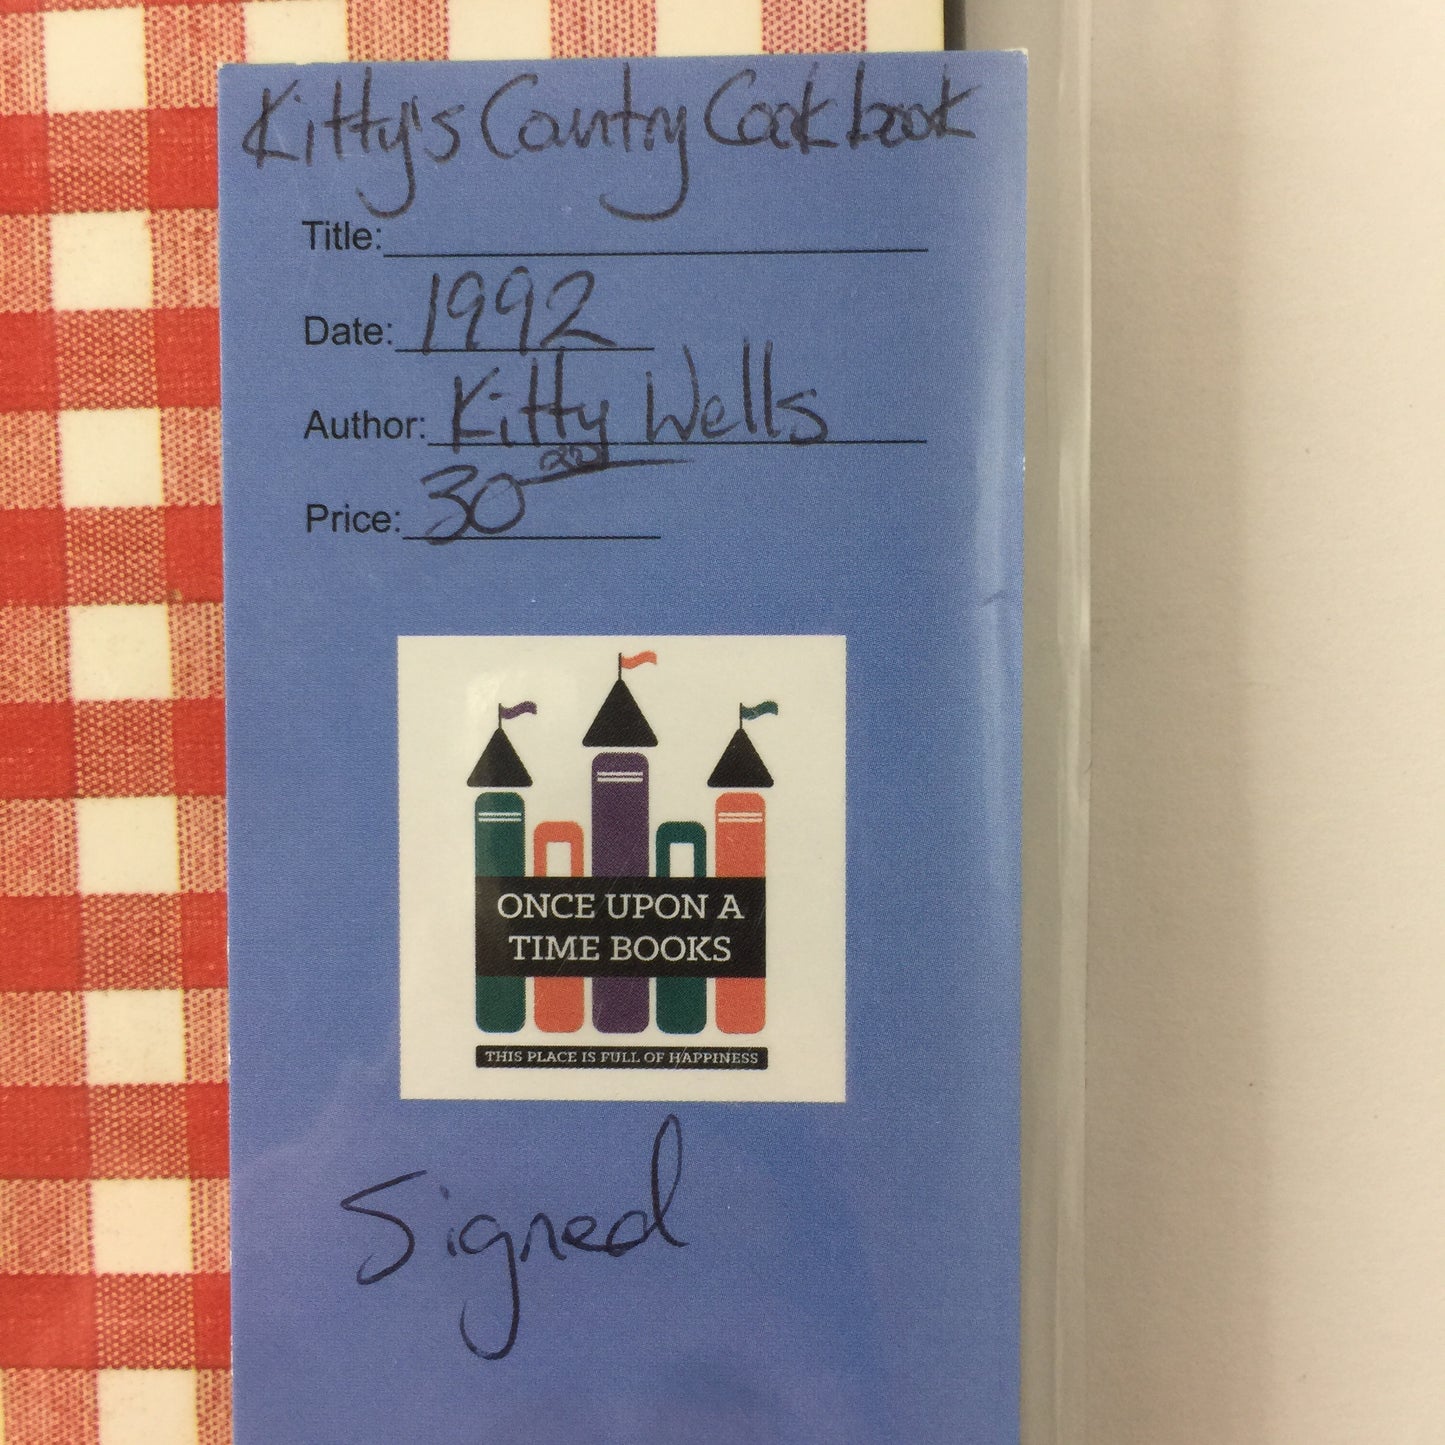 Kitty's Country Cookbook
Title:
Date: 1992
Author: Kitty Wells
Price: 30
ONCE UPON A
TIME BOOKS
THIS PLACE IS FULL OF HAPPINESS
Signed